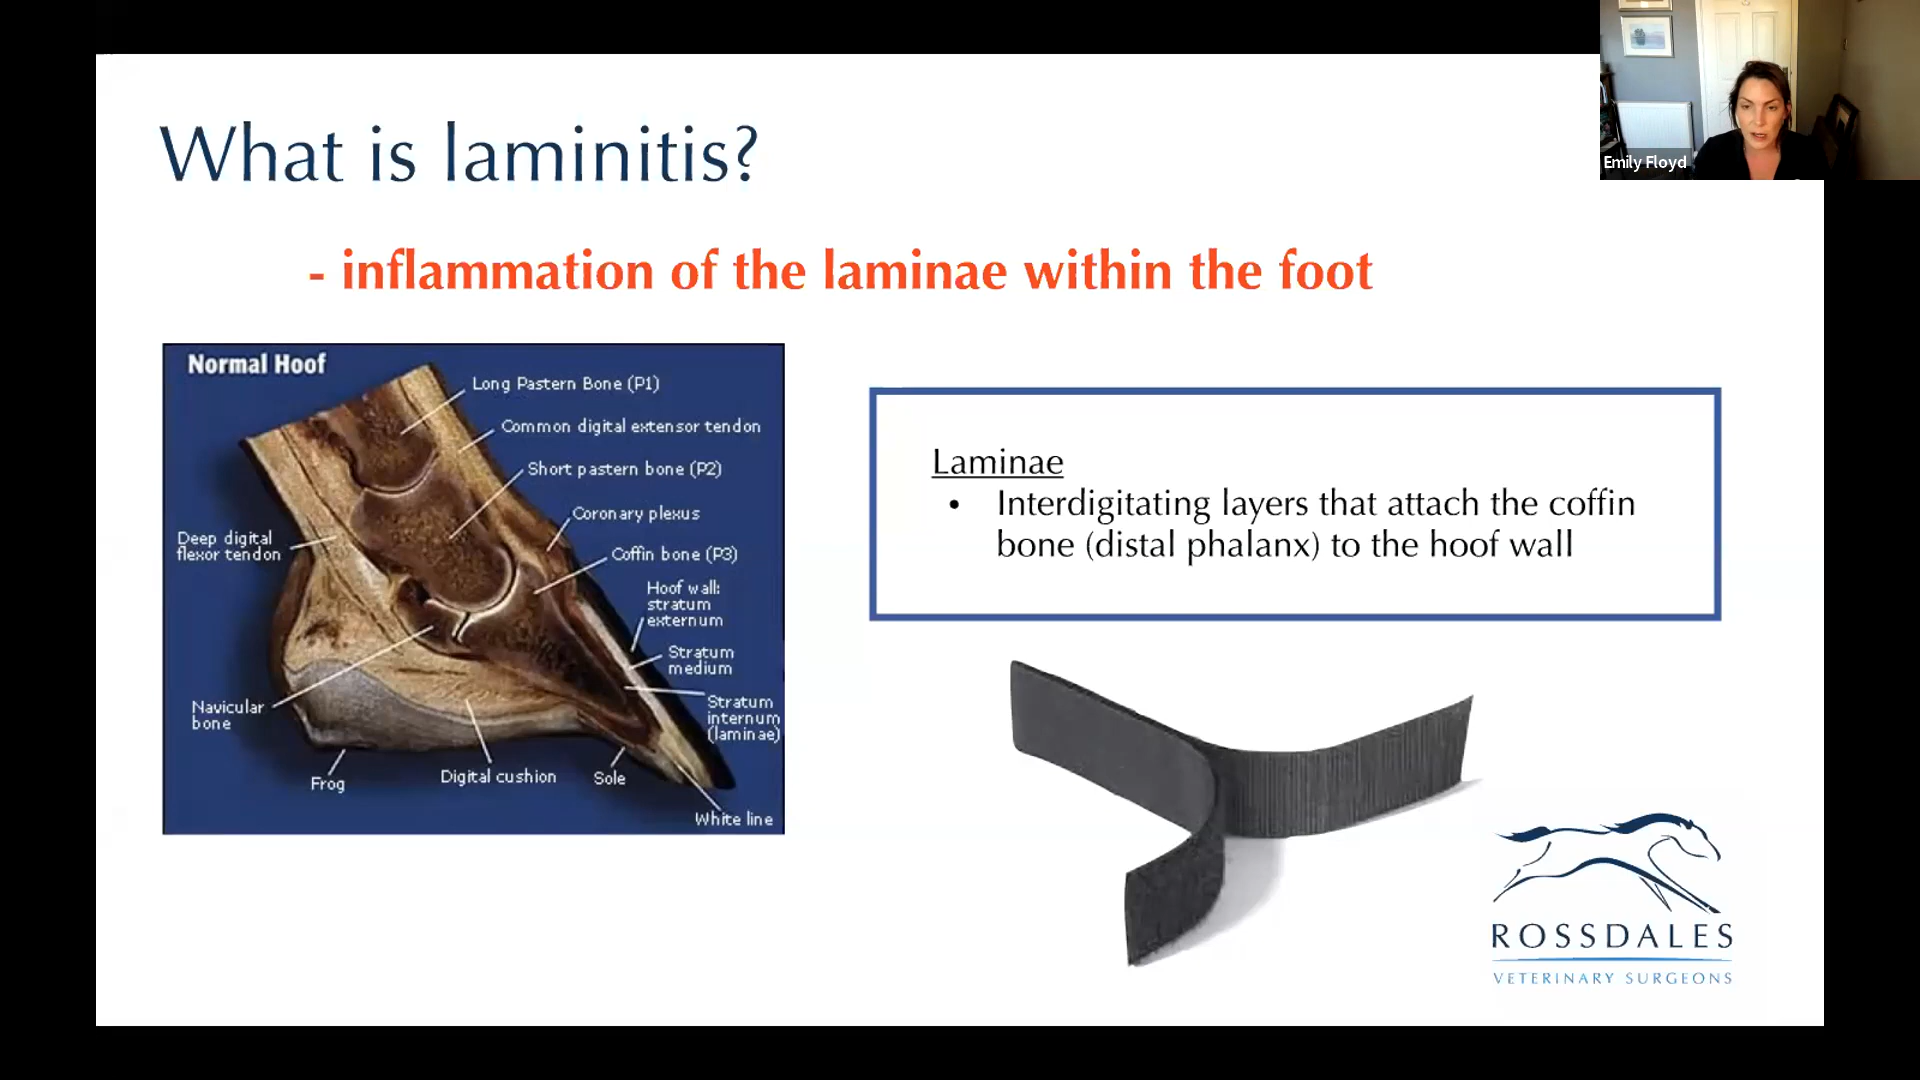 Emily Floyd
What is laminitis?
- inflammation of the laminae within the foot
Normal Hoof
Long Pastern Bone (P1)
Common digital extensor tendon
Short pastern bone (P2)
Coronary plexus
Deep digital
flexor tendon
Coffin bone (P3)
Hoof wall:
stratum
externum
Stratum
medium
Stratum
internum
(laminae)
Navicular
bone
Frog
Digital cushion
Sole
White line
Laminae
• Interdigitating layers that attach the coffin
bone (distal phalanx) to the hoof wall
ROSSDALES
VETERINARY SURGEONS